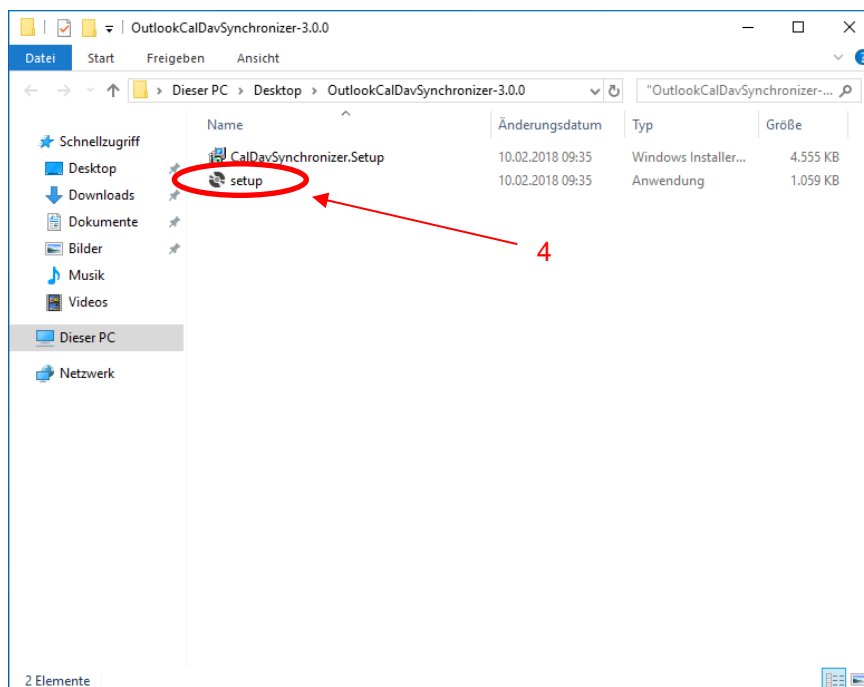 OutlookCalDavSynchronizer-3.0.0
Datei Start Freigeben Ansicht
Dieser PC Desktop OutlookCalDavSynchronizer-3.0.0 "OutlookCalDavSynchronizer-...
Name Änderungsdatum Typ Größe
Schnellzugriff
CalDavSynchronizer.Setup 10.02.2018 09:35 Windows Installer... 4.555 KB
Desktop
setup 10.02.2018 09:35 Anwendung 1.059 KB
Downloads
Dokumente
4
Bilder
Musik
Videos
Dieser PC
Netzwerk
2 Elemente